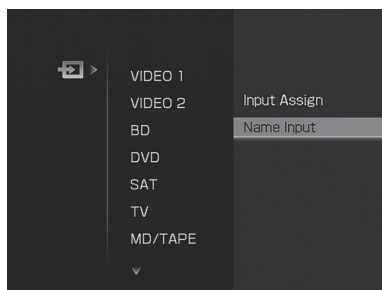 VIDEO 1
VIDEO 2
BD
DVD
SAT
TV
MD/TAPE
Input Assign
Name Input